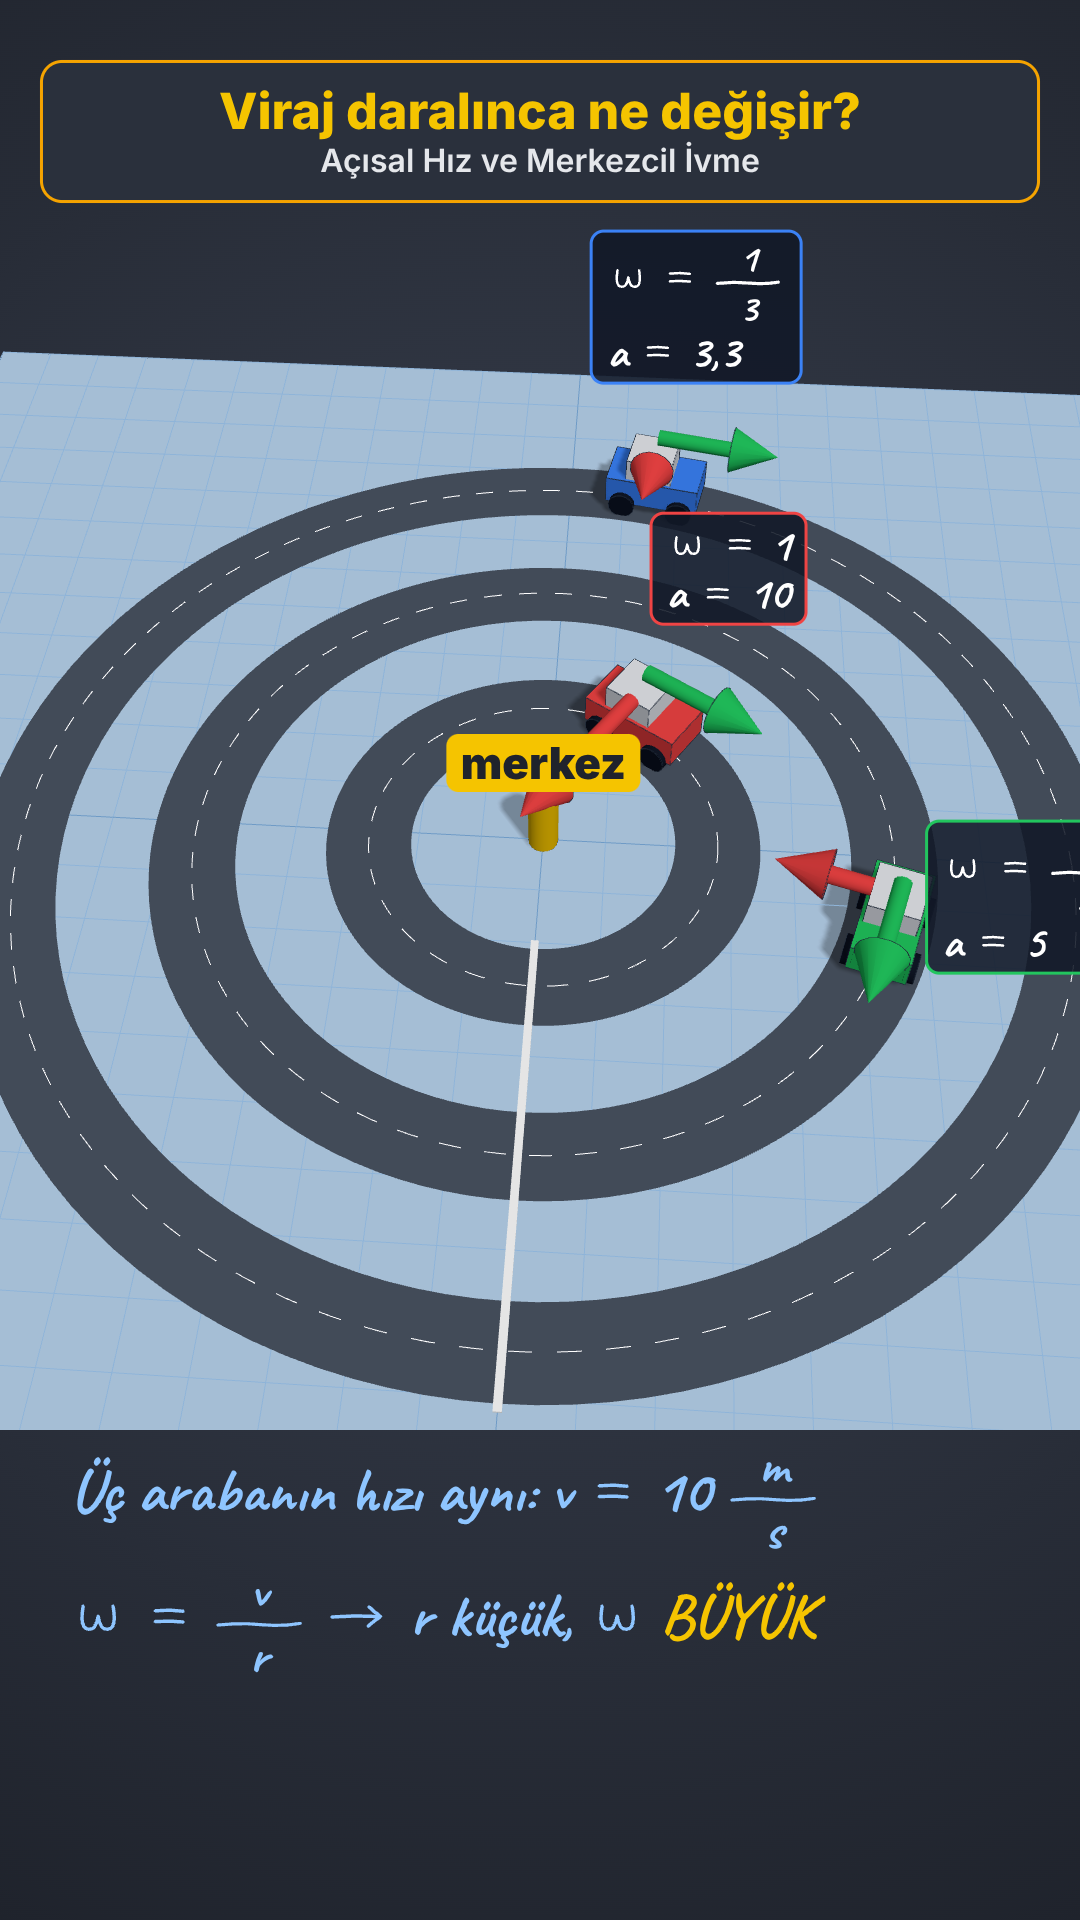 Viraj daralınca ne değişir?
Açısal Hız ve Merkezcil İvme
ω = 1/3
a = 3,3
ω = 1
a = 10
merkez
ω =
a = 5
Üç arabanın hızı aynı: v = 10 m/s
ω = v/r → r küçük, ω BÜYÜK